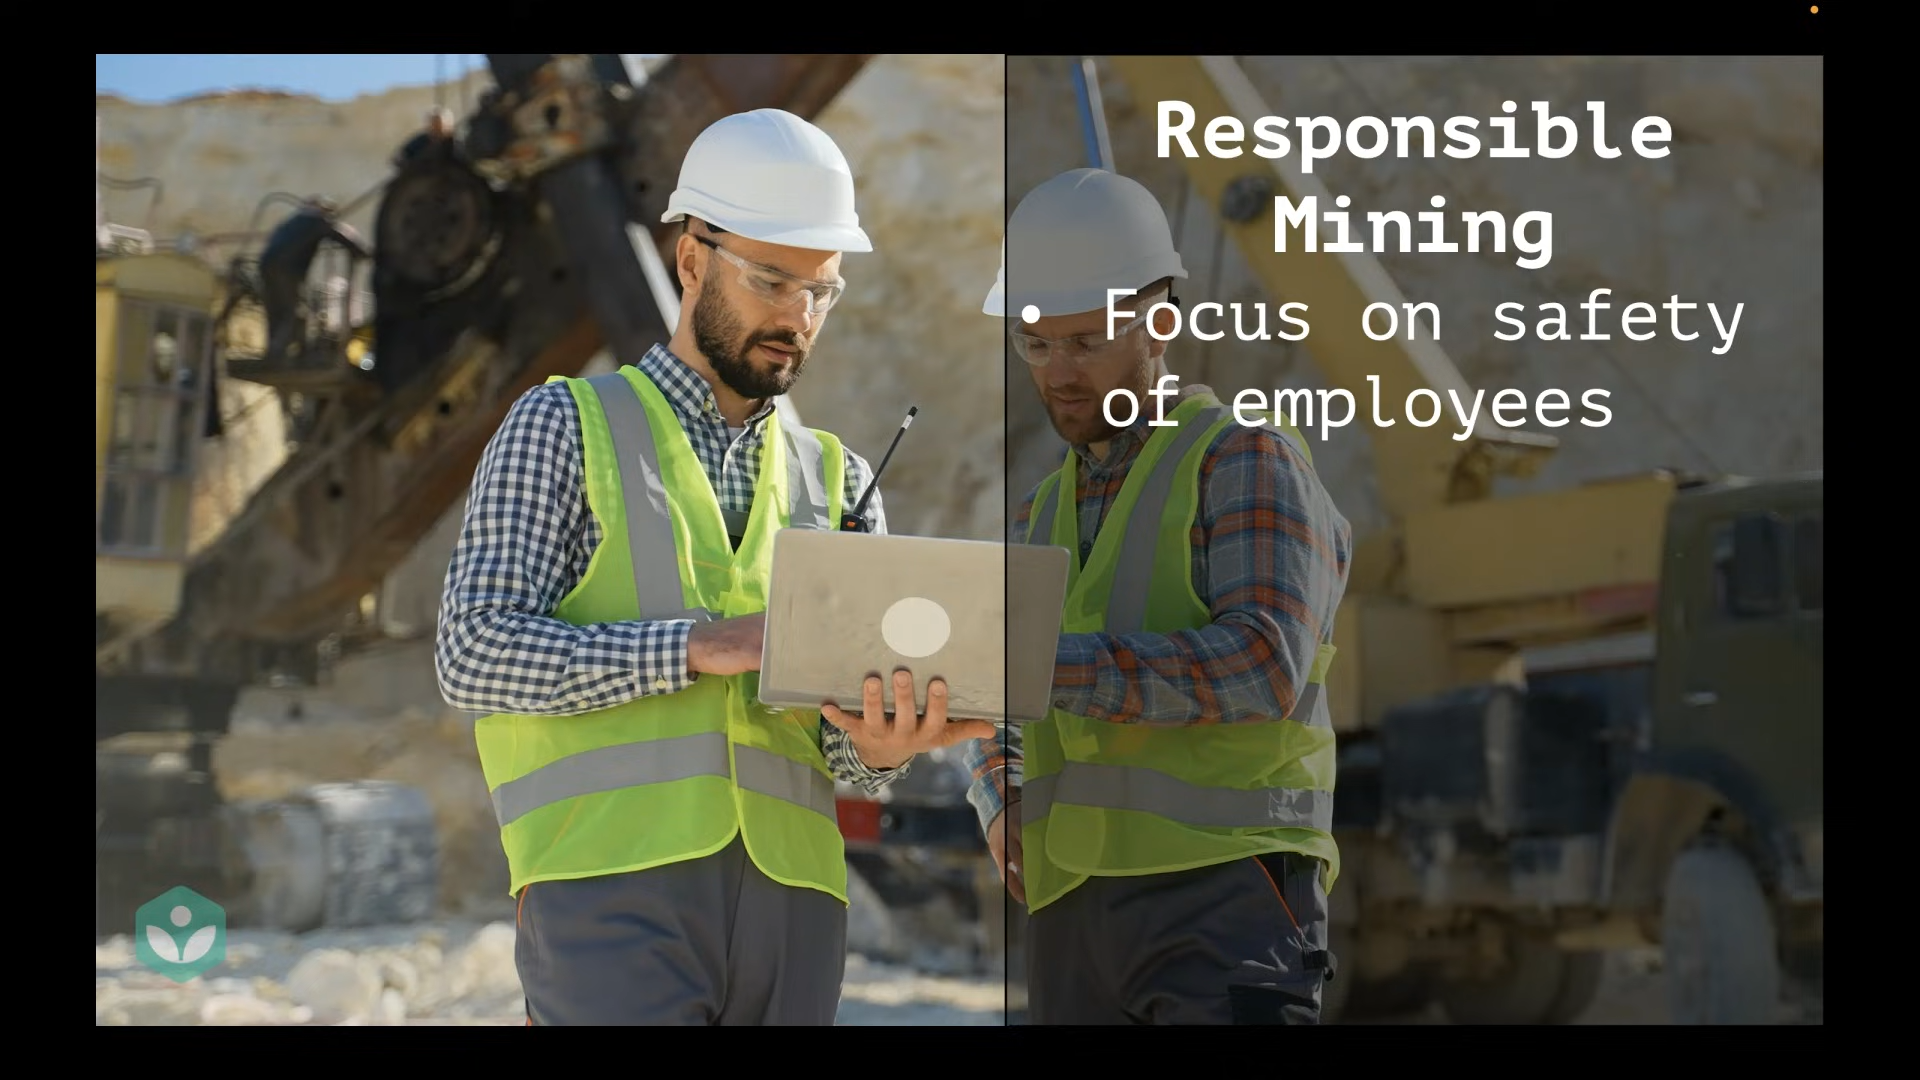 Responsible
Mining
• Focus on safety
of employees